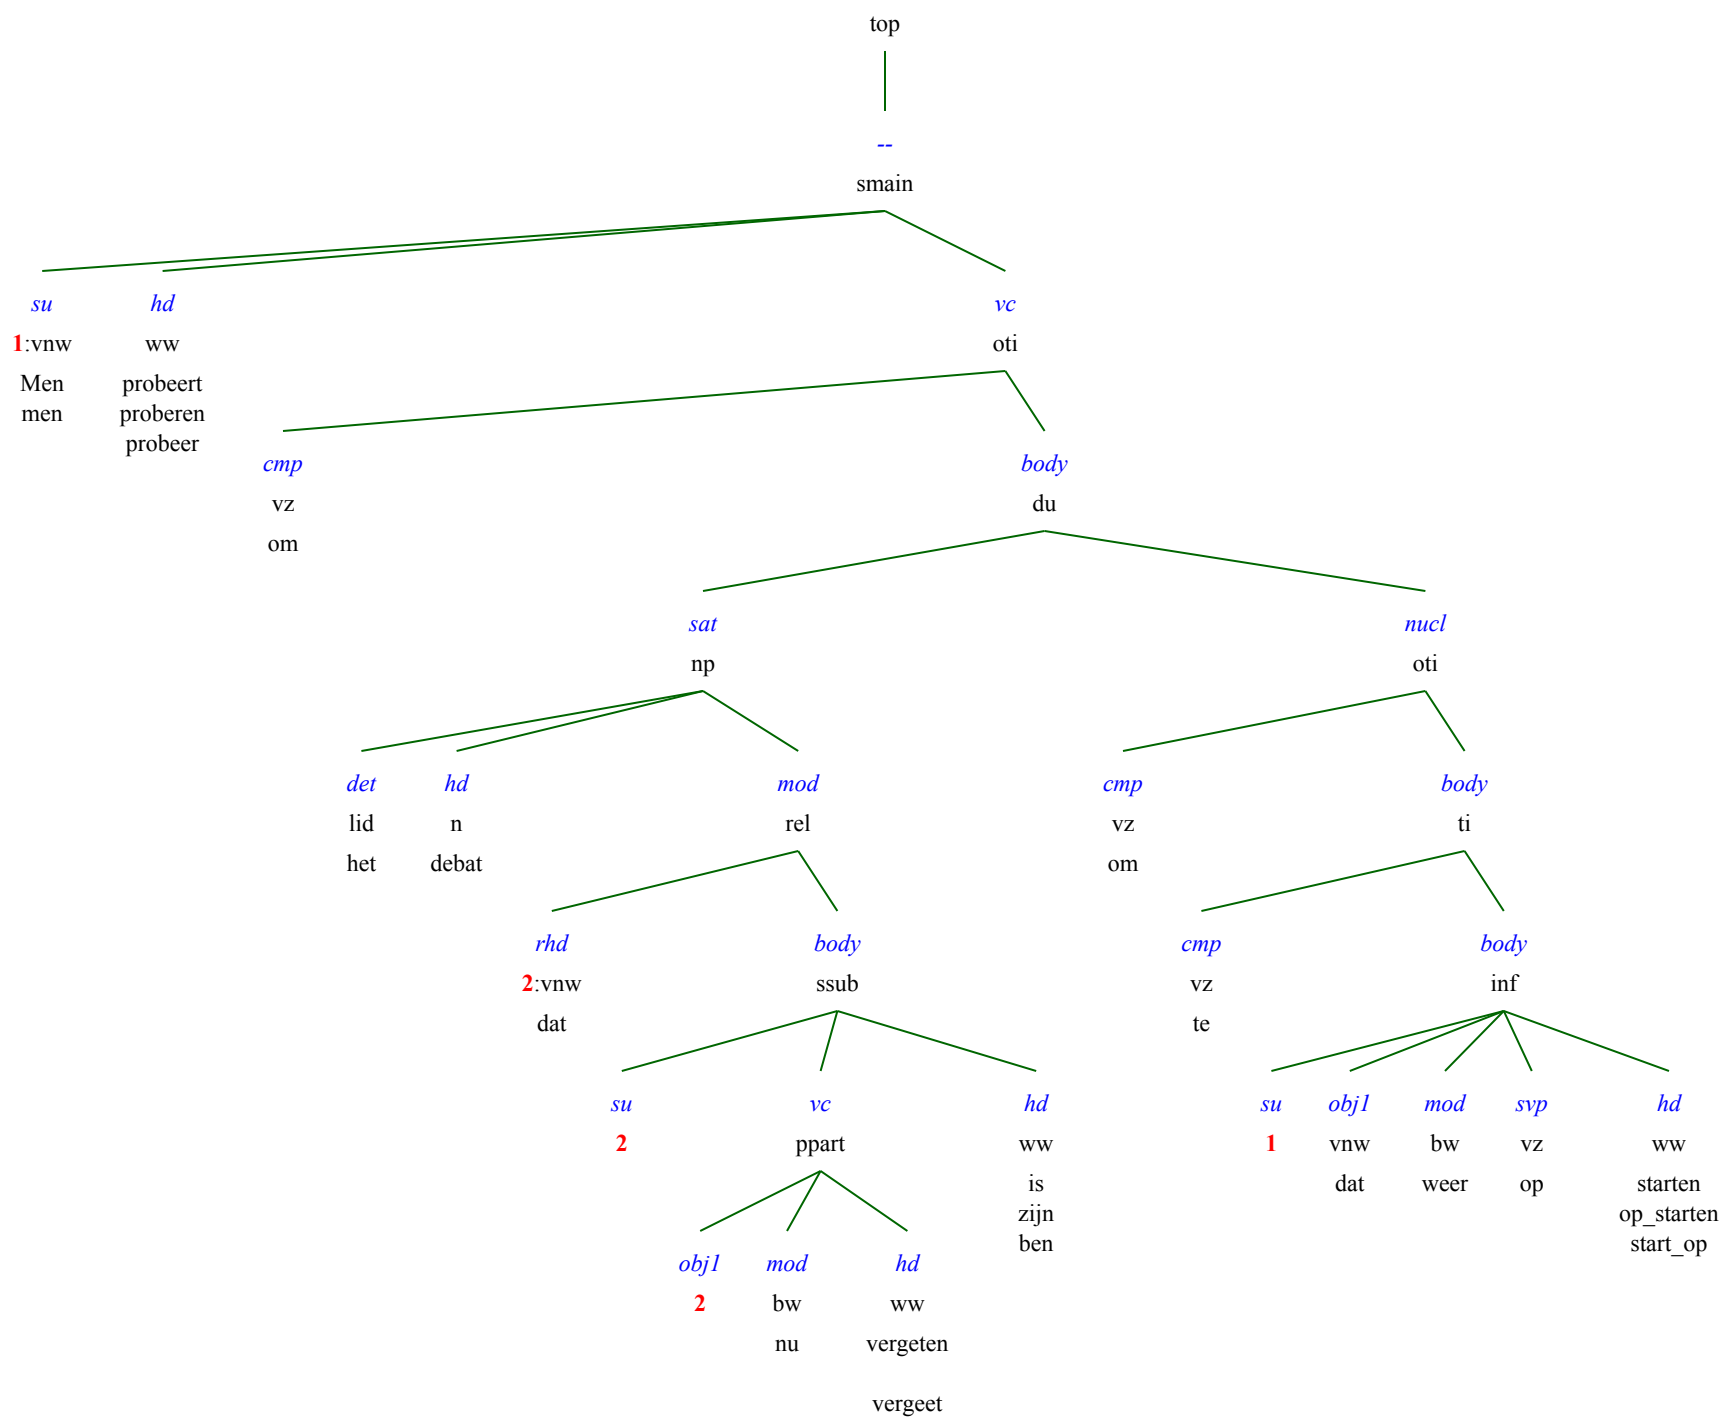 top
--
smain
su hd vc
1:vnw ww oti
Men probeert
men proberen
probeer
cmp body
vz du
om
sat nucl
np oti
det hd mod cmp body
lid n rel vz ti
het debat om
rhd body cmp body
2:vnw ssub vz inf
dat te
su vc hd su obj1 mod svp hd
2 ppart ww 1 vnw bw vz ww
is dat weer op starten
zijn op_starten
ben start_op
obj1 mod hd
2 bw ww
nu vergeten
vergeet